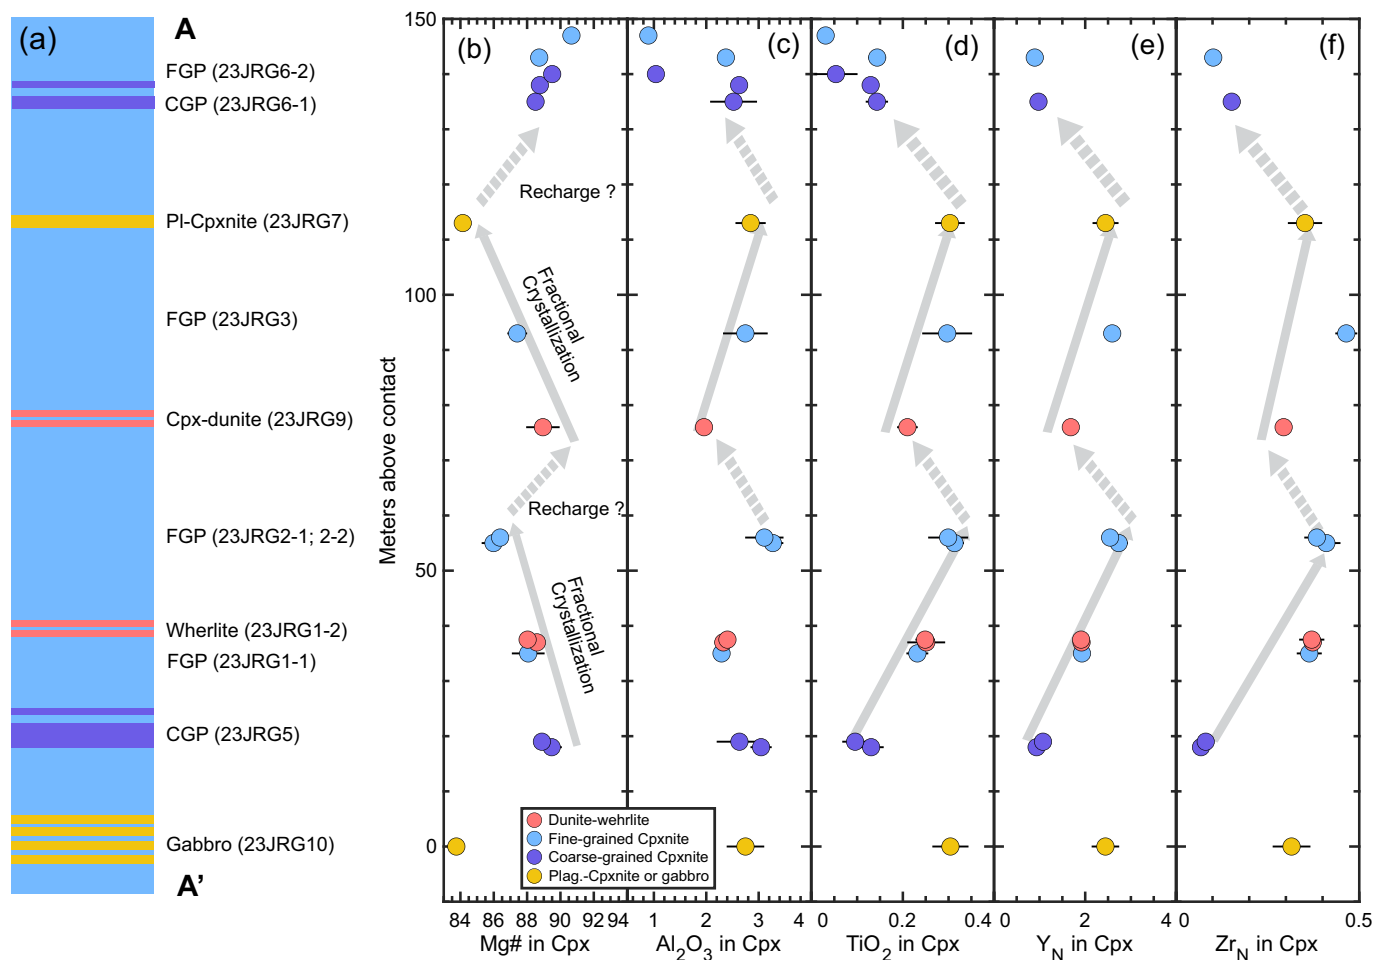 (a)
A
FGP (23JRG6-2)
CGP (23JRG6-1)
Pl-Cpxnite (23JRG7)
FGP (23JRG3)
Cpx-dunite (23JRG9)
FGP (23JRG2-1; 2-2)
Wherlite (23JRG1-2)
FGP (23JRG1-1)
CGP (23JRG5)
Gabbro (23JRG10)
A'
Meters above contact
150
100
50
0
(b)
(c)
(d)
(e)
(f)
Recharge ?
Fractional
Crystallization
Recharge ?
Fractional
Crystallization
Dunite-wehrlite
Fine-grained Cpxnite
Coarse-grained Cpxnite
Plag.-Cpxnite or gabbro
84 86 88 90 92 94
1 2 3 4
0 0.2 0.4
0 2 4
0 0.5
Mg# in Cpx
Al2O3 in Cpx
TiO2 in Cpx
YN in Cpx
ZrN in Cpx